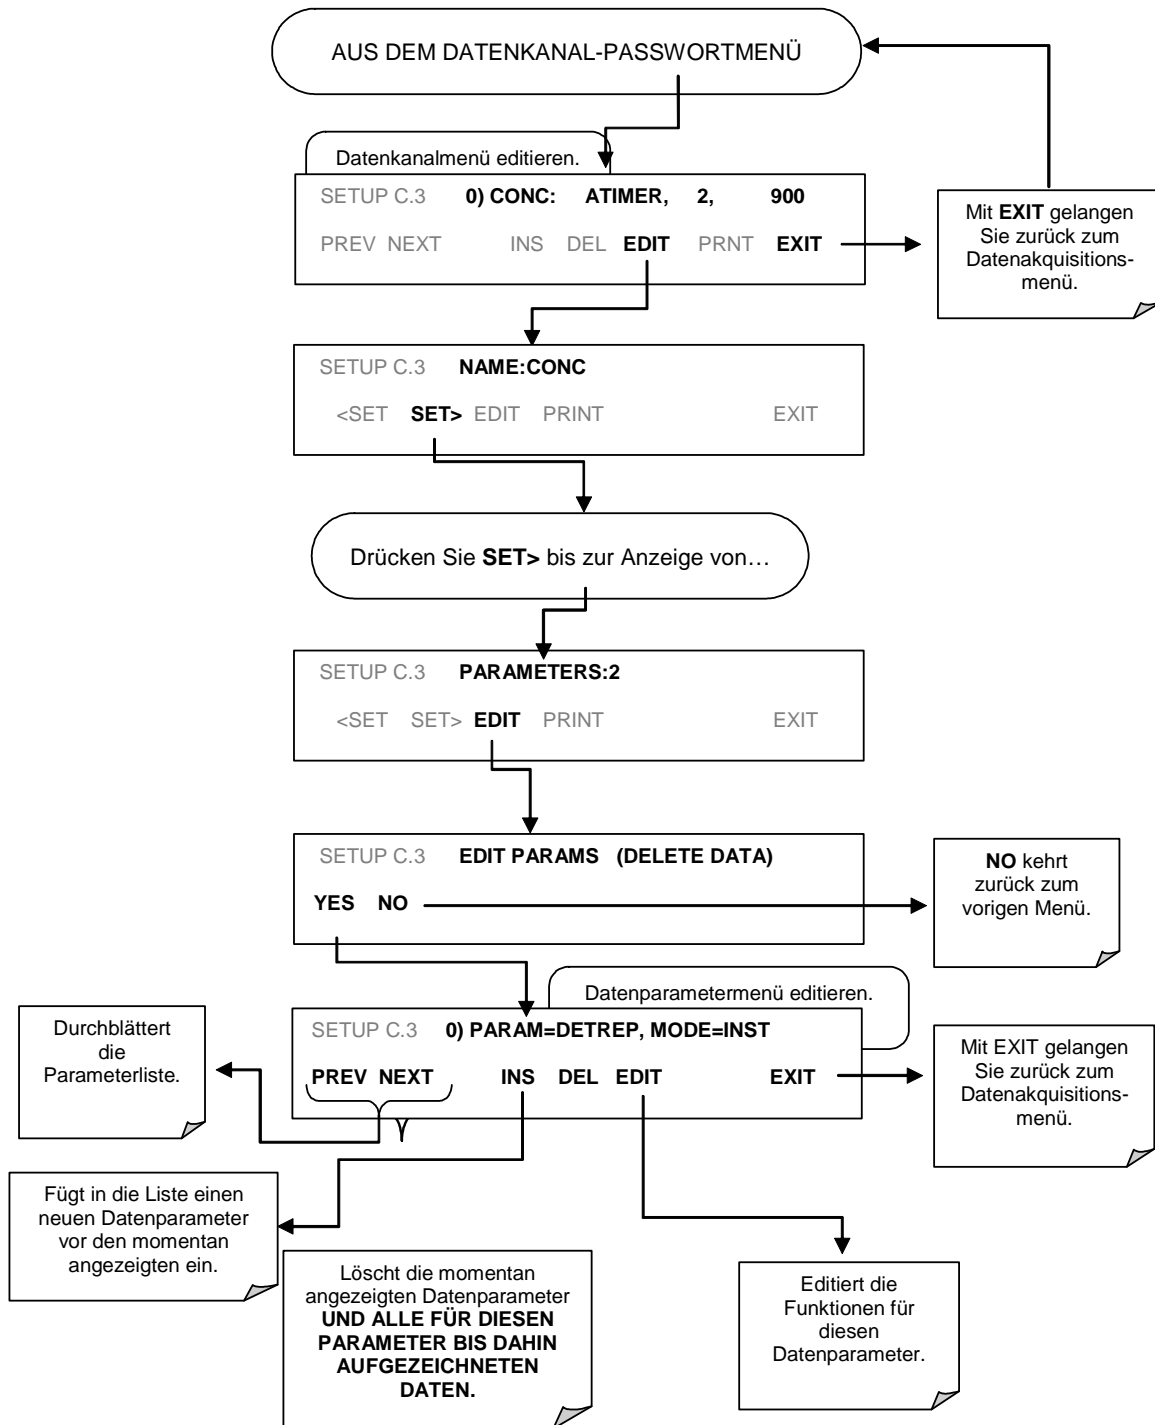 AUS DEM DATENKANAL-PASSWORTMENÜ
Datenkanalmenü editieren.
SETUP C.3 0) CONC: ATIMER, 2, 900
PREV NEXT INS DEL EDIT PRNT EXIT
Mit EXIT gelangen
Sie zurück zum
Datenakquisitions-
menü.
SETUP C.3 NAME:CONC
<SET SET> EDIT PRINT EXIT
Drücken Sie SET> bis zur Anzeige von…
SETUP C.3 PARAMETERS:2
<SET SET> EDIT PRINT EXIT
SETUP C.3 EDIT PARAMS (DELETE DATA)
YES NO
NO kehrt
zurück zum
vorigen Menü.
Datenparametermenü editieren.
SETUP C.3 0) PARAM=DETREP, MODE=INST
PREV NEXT INS DEL EDIT EXIT
Durchblättert
die
Parameterliste.
Mit EXIT gelangen
Sie zurück zum
Datenakquisitions-
menü.
Fügt in die Liste einen
neuen Datenparameter
vor den momentan
angezeigten ein.
Löscht die momentan
angezeigten Datenparameter
UND ALLE FÜR DIESEN
PARAMETER BIS DAHIN
AUFGEZEICHNETEN
DATEN.
Editiert die
Funktionen für
diesen
Datenparameter.